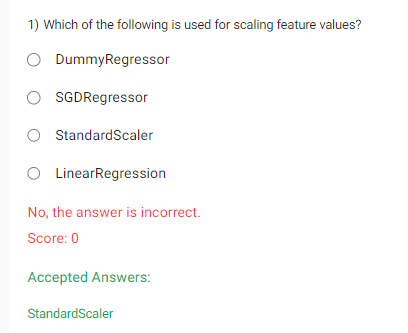 1) Which of the following is used for scaling feature values?
DummyRegressor
SGDRegressor
StandardScaler
LinearRegression
No, the answer is incorrect.
Score: 0
Accepted Answers:
StandardScaler